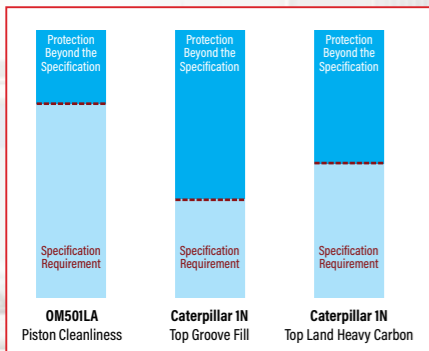 Protection
Beyond the
Specification
Protection
Beyond the
Specification
Protection
Beyond the
Specification
Specification
Requirement
Specification
Requirement
Specification
Requirement
OM501LA
Piston Cleanliness
Caterpillar 1N
Top Groove Fill
Caterpillar 1N
Top Land Heavy Carbon